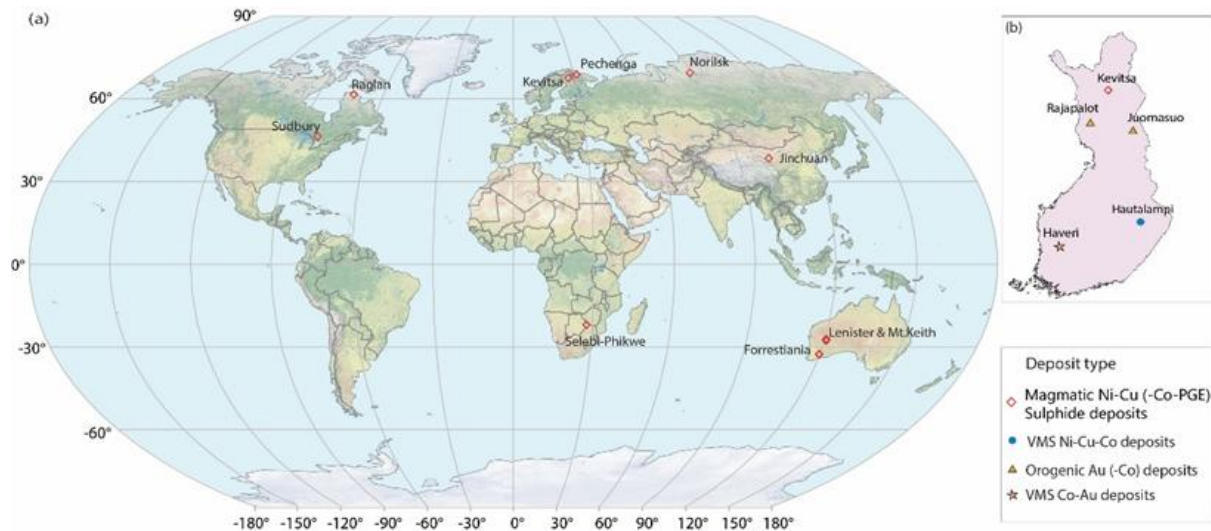 (a)
90°
60°
30°
0°
-30°
-60°
-180° -120° -110° -90° -60° -30° 0° 30° 60° 90° 120° 150° 180°
Raglan
Sudbury
Kevitsa
Pechenga
Norilsk
Jinchuan
Selebi-Phikwe
Lenister & Mt.Keith
Forrestiania
(b)
Kevitsa
Rajapalot
Juomasuo
Hautalampi
Haveri
Deposit type
Magmatic Ni-Cu (-Co-PGE)
Sulphide deposits
VMS Ni-Cu-Co deposits
Orogenic Au (-Co) deposits
VMS Co-Au deposits